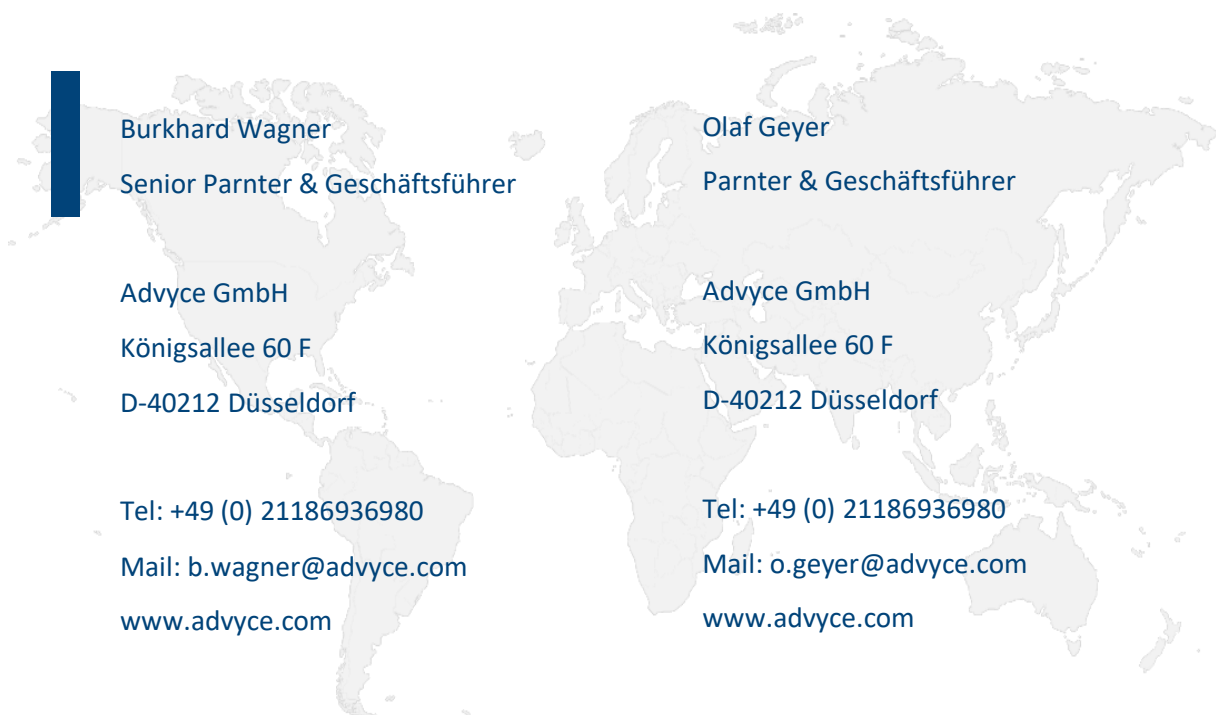 Burkhard Wagner
Senior Parnter & Geschäftsführer
Advyce GmbH
Königsallee 60 F
D-40212 Düsseldorf
Tel: +49 (0) 21186936980
Mail: b.wagner@advyce.com
www.advyce.com
Olaf Geyer
Parnter & Geschäftsführer
Advyce GmbH
Königsallee 60 F
D-40212 Düsseldorf
Tel: +49 (0) 21186936980
Mail: o.geyer@advyce.com
www.advyce.com